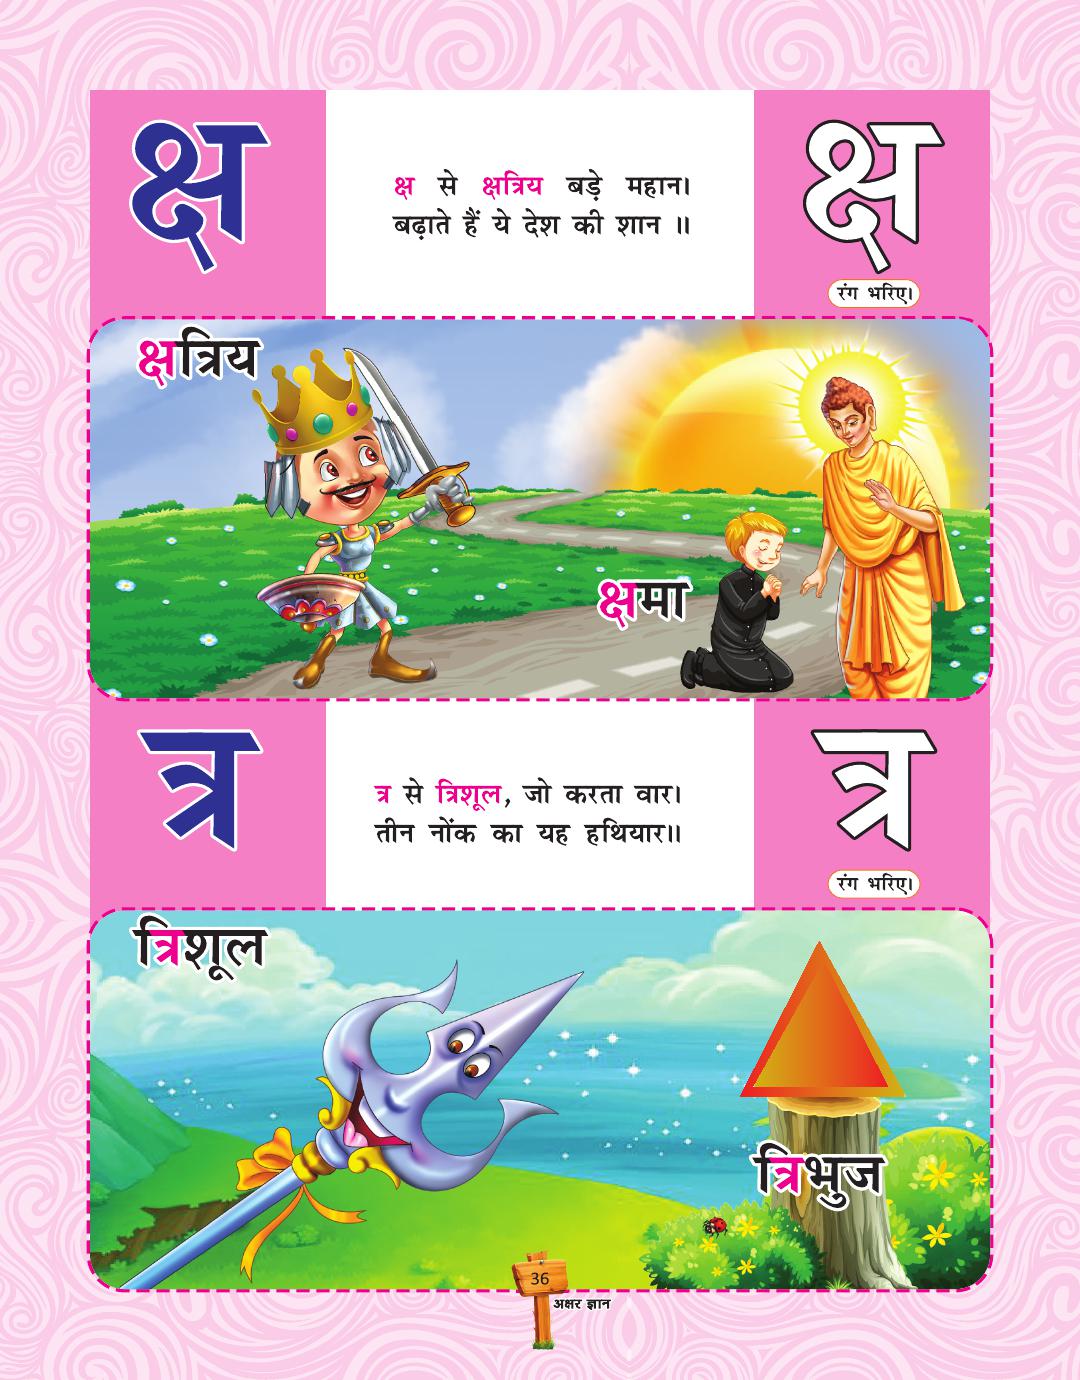 क्ष
क्ष से क्षत्रिय बड़े महान।
बढ़ाते हैं ये देश की शान ॥
क्ष
रंग भरिए।
क्षत्रिय
क्षमा
त्र
त्र से त्रिशूल, जो करता वार।
तीन नोंक का यह हथियार॥
त्र
रंग भरिए।
त्रिशूल
त्रिभुज
36
अक्षर ज्ञान